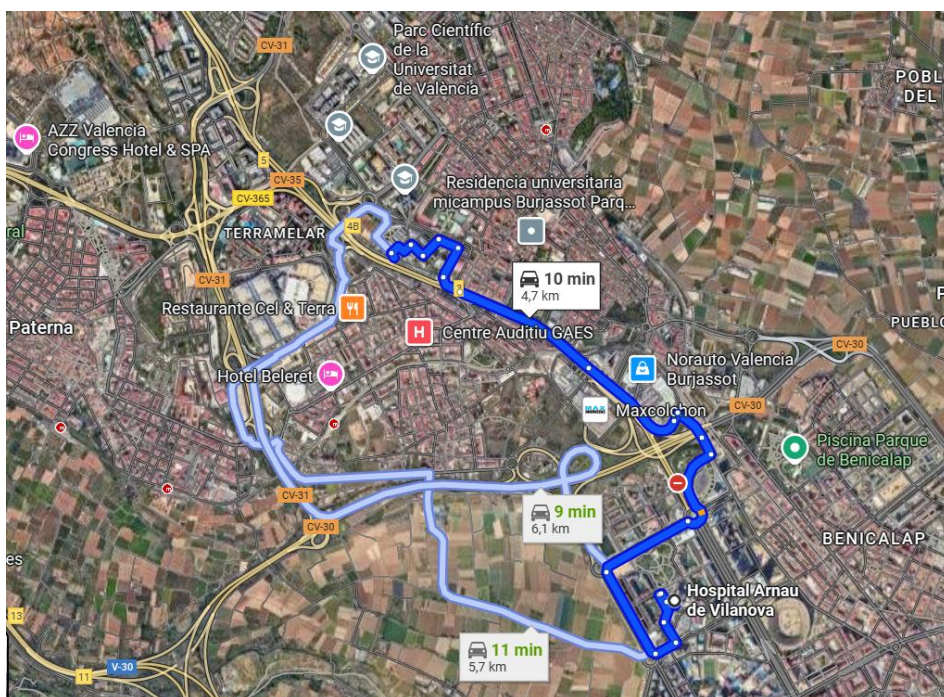 CV-31
Parc Científic
de la
Universitat
de València
POBL
DEL
AZZ Valencia
Congress Hotel & SPA
5
CV-35
CV-365
Residencia universitaria
micampus Burjassot Parq...
ral
TERRAMELAR
4B
CV-31
3
10 min
4,7 km
Restaurante Cel & Terra
Paterna
Centre Auditiu GAES
PUEBLO
CV-30
Hotel Beleret
Norauto Valencia
Burjassot
MAX
Maxcolchon
CV-30
Piscina Parque
de Benicalap
CV-31
9 min
6,1 km
CV-30
BENICALAP
es
Hospital Arnau
de Vilanova
13
11 min
5,7 km
V-30
11